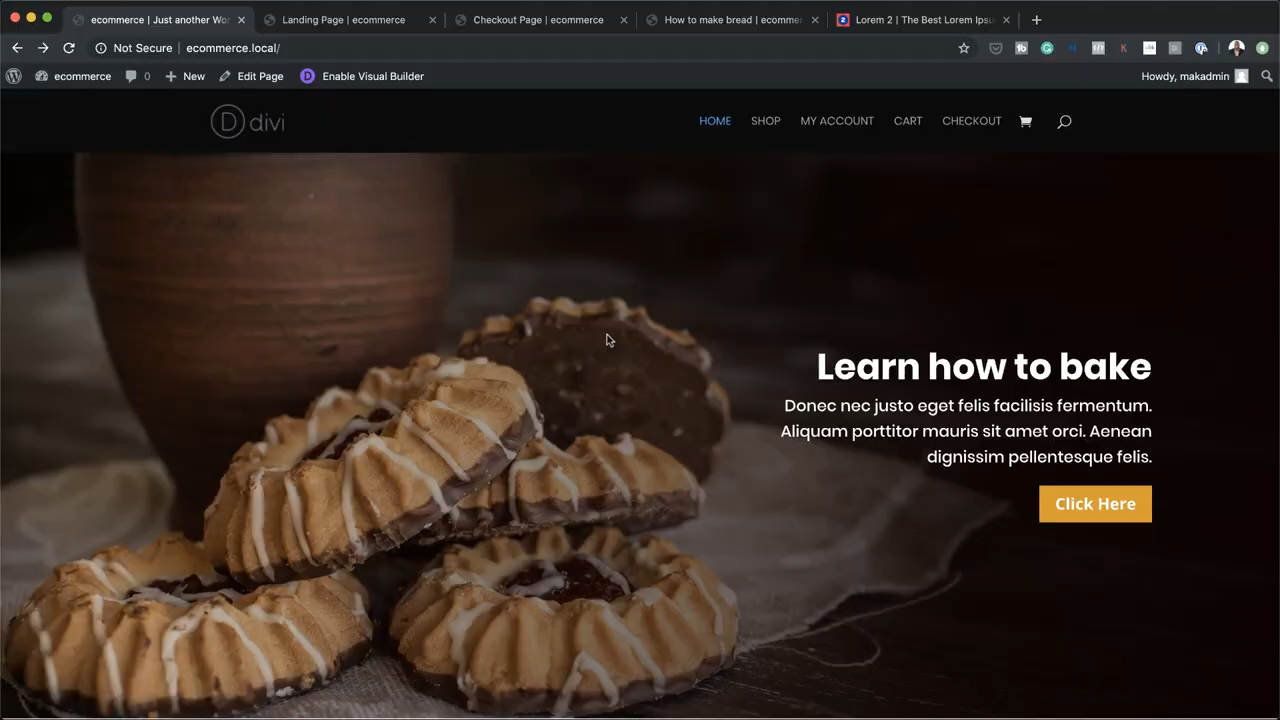 ecommerce | Just another Wor
Landing Page | ecommerce
Checkout Page | ecommerce
How to make bread | ecommer
Lorem 2 | The Best Lorem Ipsu
Not Secure | ecommerce.local/
ecommerce 0 New Edit Page D Enable Visual Builder Howdy, makadmin
D divi
HOME SHOP MY ACCOUNT CART CHECKOUT
Learn how to bake
Donec nec justo eget felis facilisis fermentum.
Aliquam porttitor mauris sit amet orci. Aenean
dignissim pellentesque felis.
Click Here